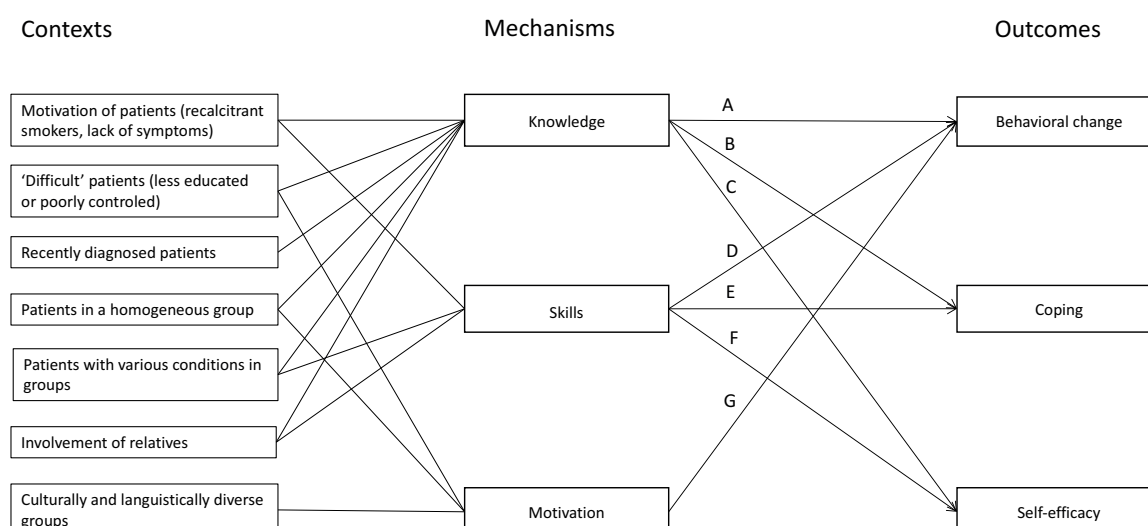 Contexts
Mechanisms
Outcomes
Motivation of patients (recalcitrant
smokers, lack of symptoms)
Knowledge
A
Behavioral change
B
'Difficult' patients (less educated
or poorly controled)
C
Recently diagnosed patients
D
Patients in a homogeneous group
Skills
E
Coping
F
Patients with various conditions in
groups
G
Involvement of relatives
Culturally and languistically diverse
groups
Motivation
Self-efficacy